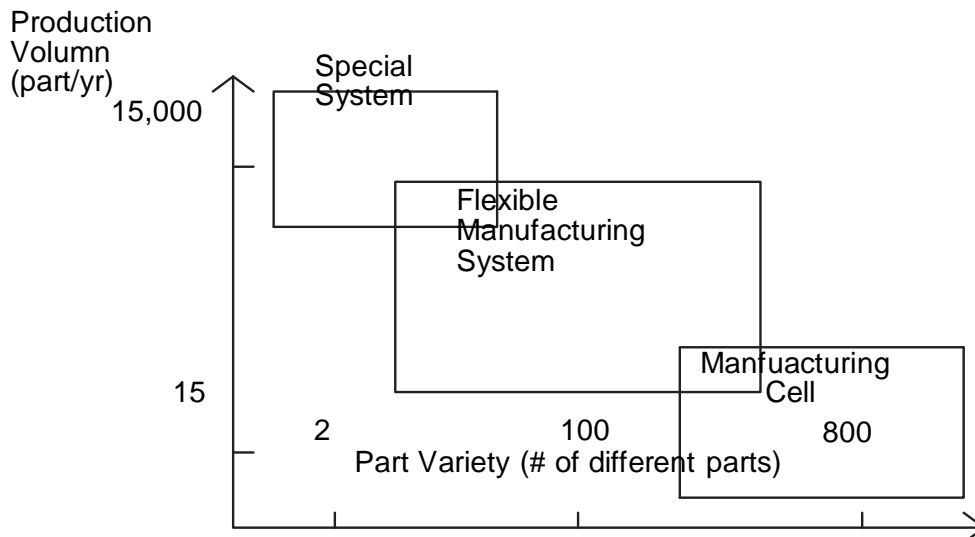 Production
Volumn
(part/yr)
Special
System
15,000
Flexible
Manufacturing
System
Manfuacturing
Cell
15
2
100
800
Part Variety (# of different parts)